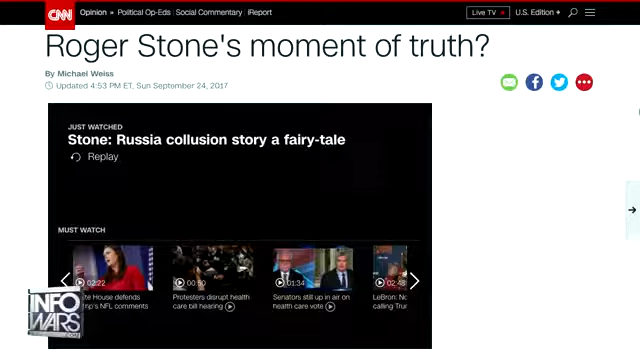 CNN Opinion » Political Op-Eds Social Commentary iReport Live TV U.S. Edition +
Roger Stone's moment of truth?
By Michael Weiss
Updated 4:53 PM ET, Sun September 24, 2017
JUST WATCHED
Stone: Russia collusion story a fairy-tale
Replay
MUST WATCH
02:22 00:50 01:34 02:48
te House defends Protesters disrupt health Senators still up in air on LeBron: No
p's NFL comments care bill hearing health care vote calling Trur
INFO
WARS
.COM